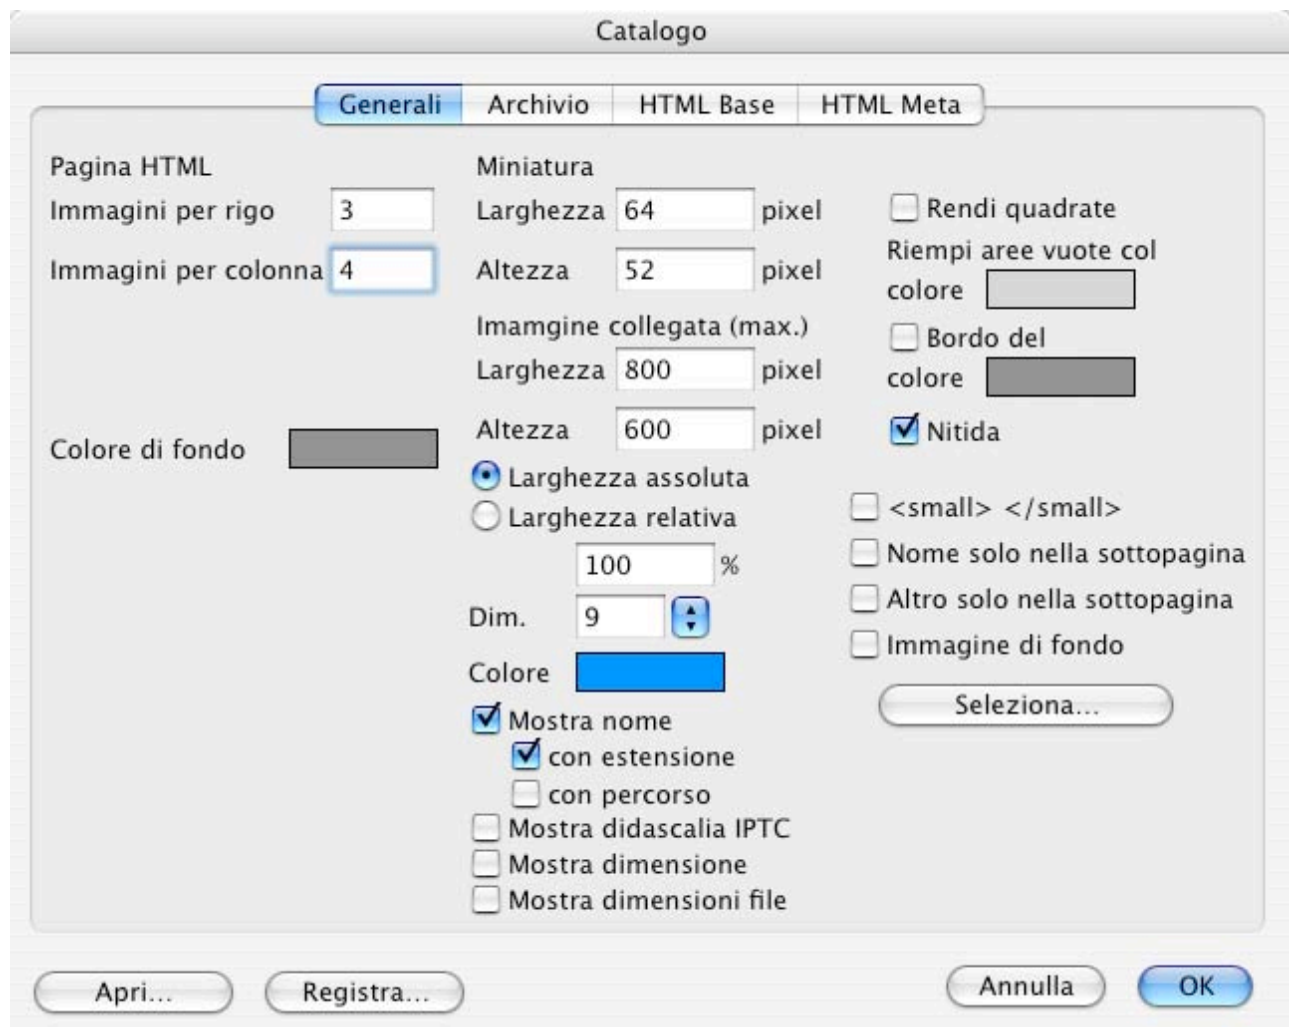 Catalogo
Generali Archivio HTML Base HTML Meta
Pagina HTML
Immagini per rigo 3
Immagini per colonna 4
Colore di fondo
Miniatura
Larghezza 64 pixel
Altezza 52 pixel
Imamgine collegata (max.)
Larghezza 800 pixel
Altezza 600 pixel
Larghezza assoluta
Larghezza relativa
100 %
Dim. 9
Colore
Mostra nome
con estensione
con percorso
Mostra didascalia IPTC
Mostra dimensione
Mostra dimensioni file
Rendi quadrate
Riempi aree vuote col
colore
Bordo del
colore
Nitida
<small> </small>
Nome solo nella sottopagina
Altro solo nella sottopagina
Immagine di fondo
Seleziona...
Apri... Registra... Annulla OK